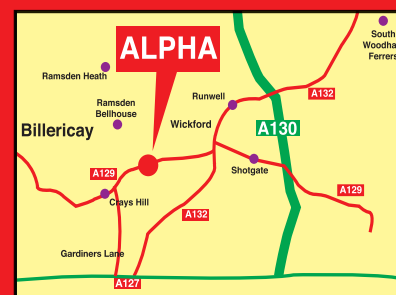 ALPHA
South
Woodha
Ferrers
Ramsden Heath
Runwell
A132
Ramsden
Bellhouse
Billericay
Wickford
A130
A129
Shotgate
A129
Crays Hill
A132
Gardiners Lane
A127